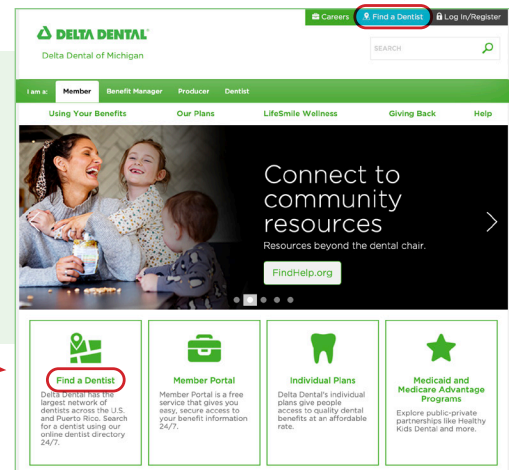 Careers Find a Dentist Log In/Register
DELTA DENTAL
SEARCH
Delta Dental of Michigan
I am a: Member Benefit Manager Producer Dentist
Using Your Benefits Our Plans LifeSmile Wellness Giving Back Help
Connect to
community
resources
Resources beyond the dental chair.
FindHelp.org
Find a Dentist
Delta Dental has the
largest network of
dentists across the U.S.
and Puerto Rico. Search
for a dentist using our
online dentist directory
24/7.
Member Portal
Member Portal is a free
service that gives you
easy, secure access to
your benefit information
24/7.
Individual Plans
Delta Dental's individual
plans give people
access to quality dental
benefits at an affordable
rate.
Medicaid and
Medicare Advantage
Programs
Explore public-private
partnerships like Healthy
Kids Dental and more.